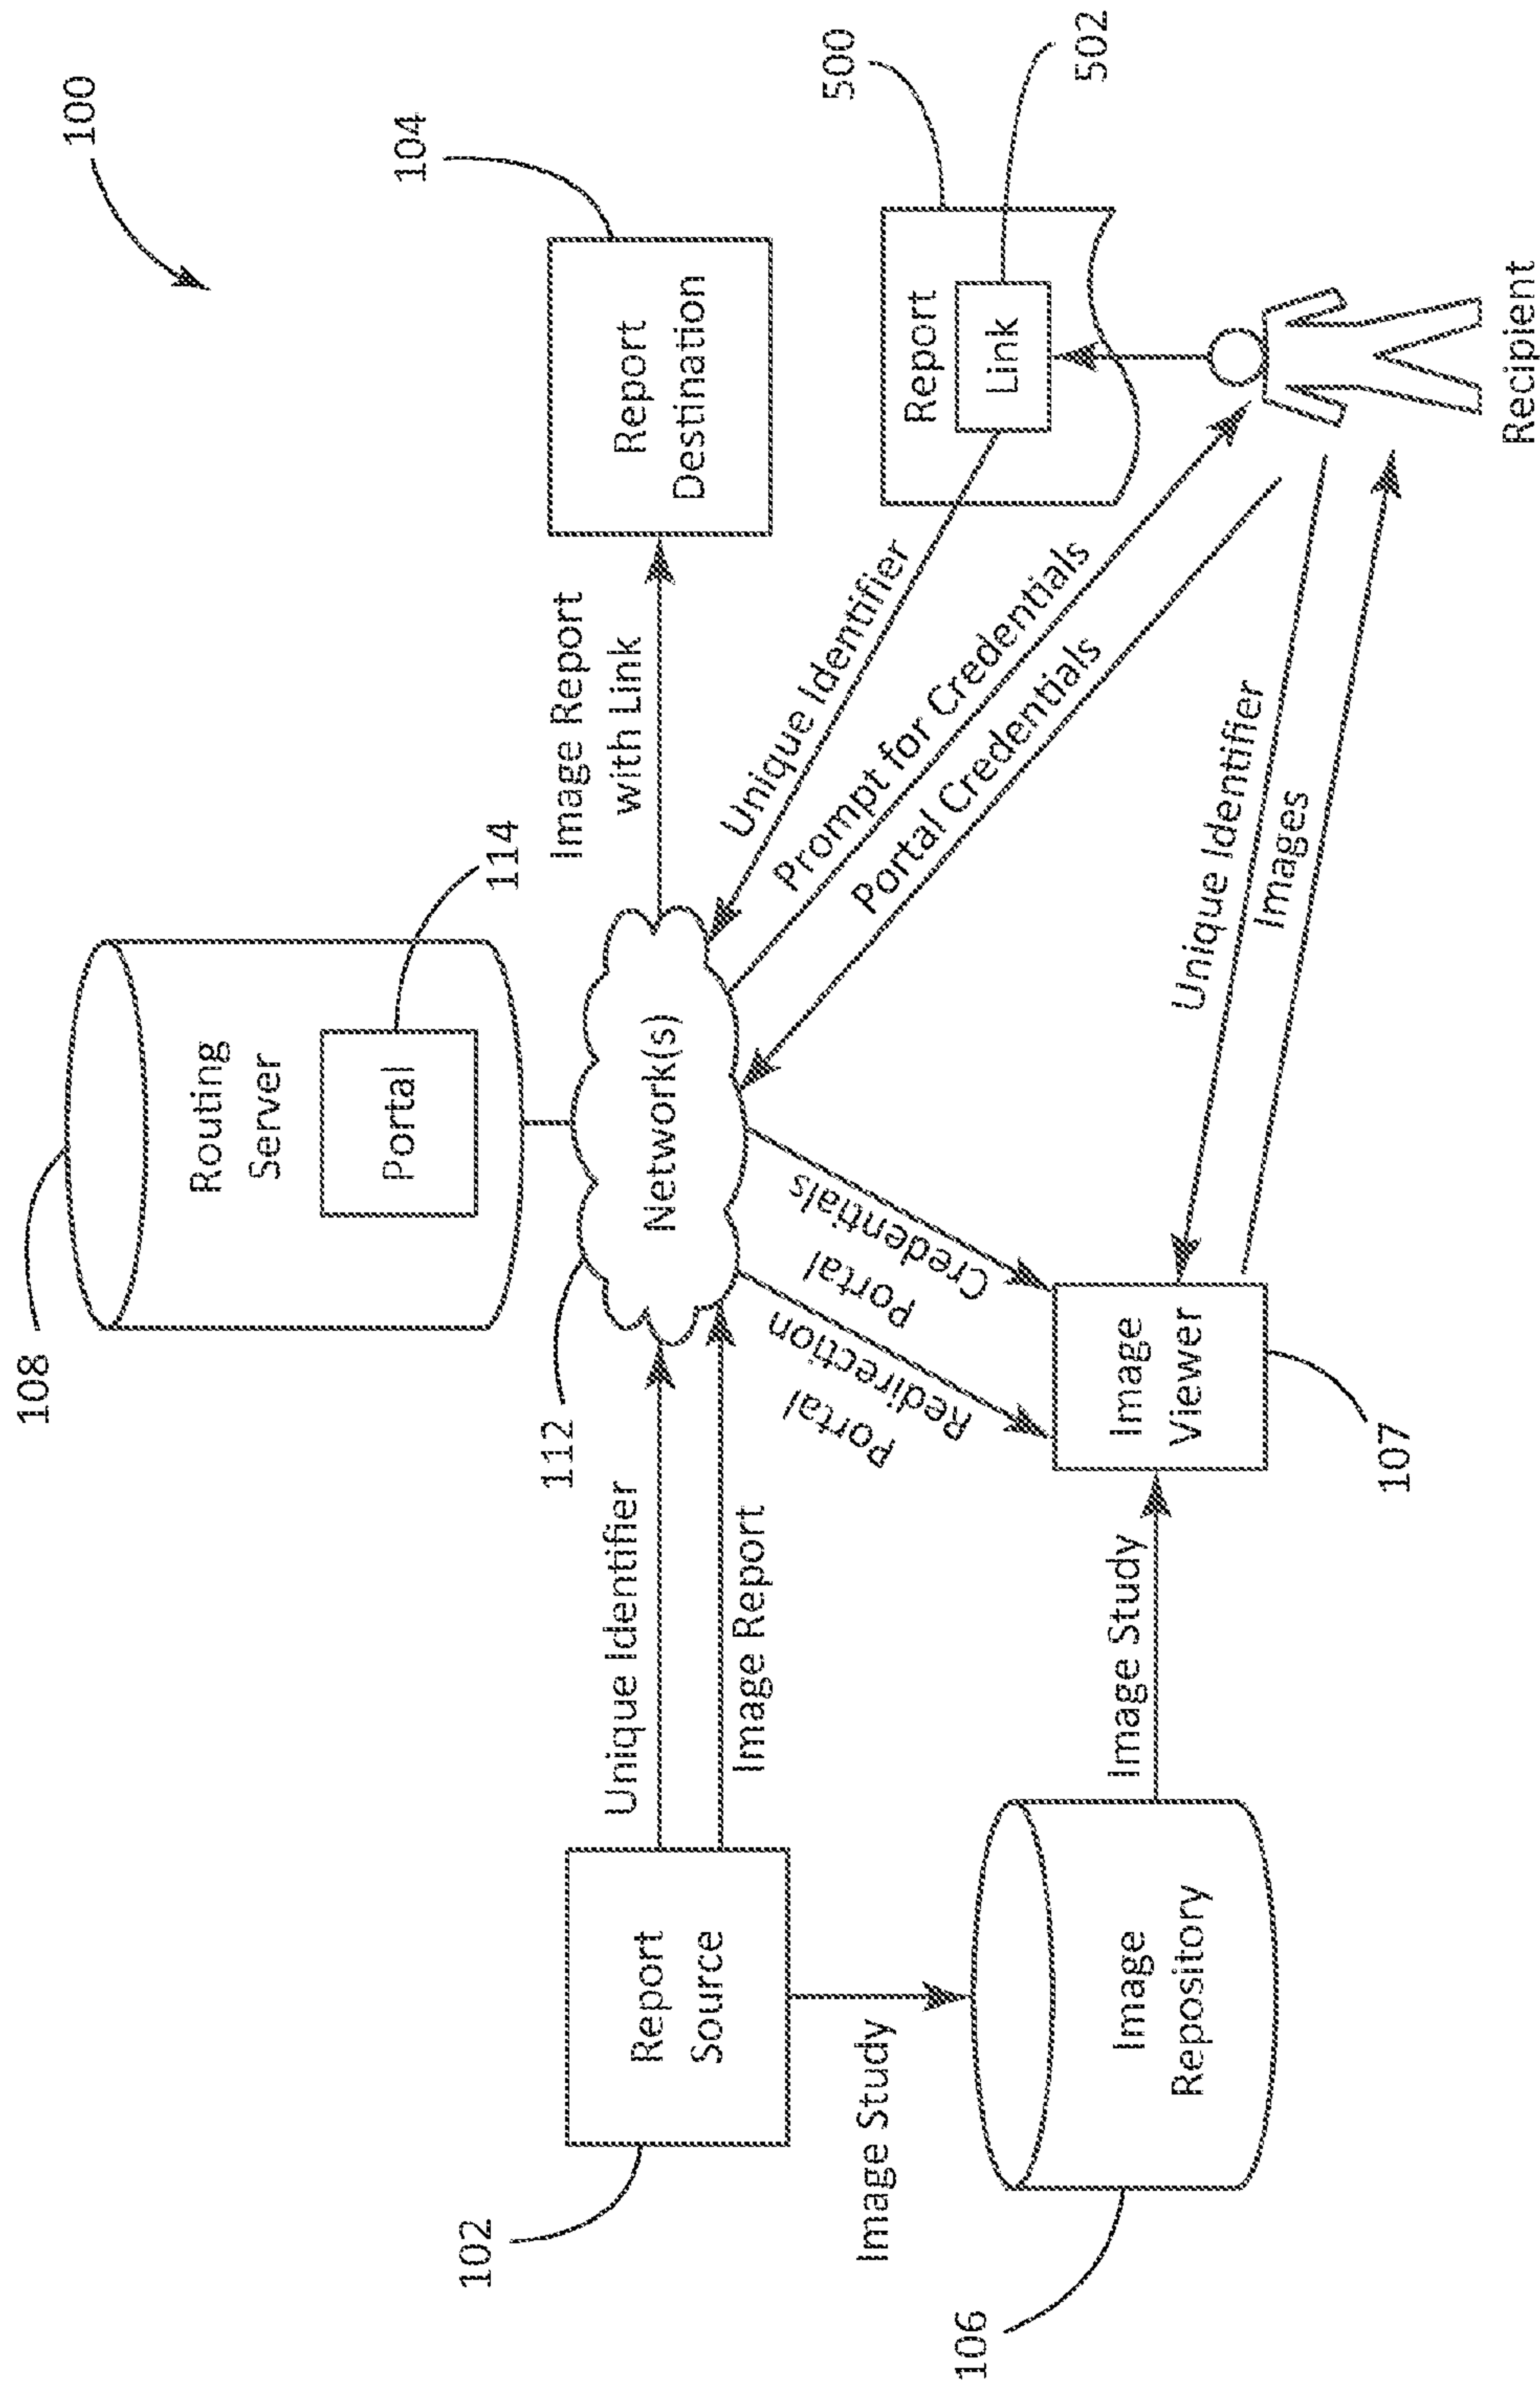 100
108
Routing
Server
Portal
114
104
Report
Destination
Image Report
with Link
112
Network(s)
102
Report
Source
Unique Identifier
Image Report
Image Study
106
Image
Repository
Image Study
Portal
Redirection
Portal
Credentials
Image
Viewer
107
Unique Identifier
Prompt for Credentials
Portal Credentials
Unique Identifier
Images
500
Report
Link
502
Recipient